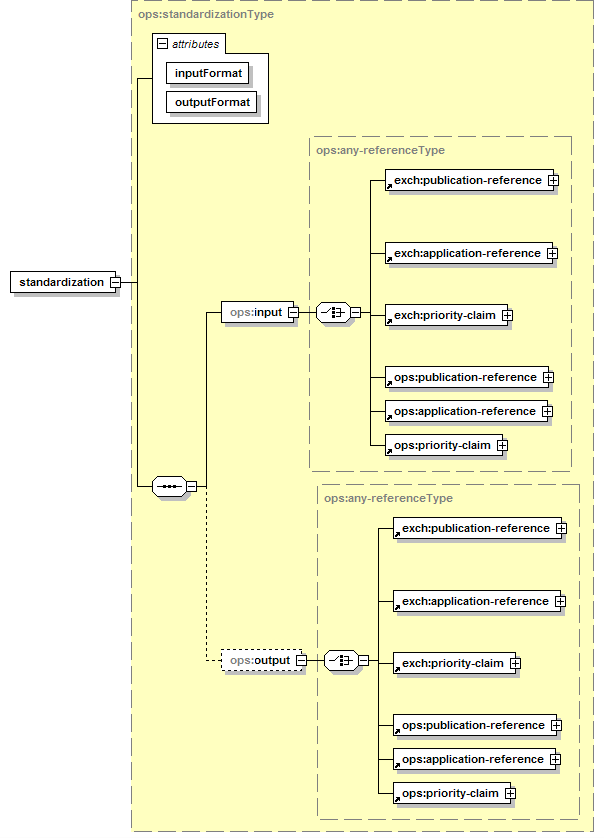 ops:standardizationType
attributes
inputFormat
outputFormat
ops:any-referenceType
exch:publication-reference
exch:application-reference
standardization
ops:input
exch:priority-claim
ops:publication-reference
ops:application-reference
ops:priority-claim
ops:any-referenceType
exch:publication-reference
exch:application-reference
ops:output
exch:priority-claim
ops:publication-reference
ops:application-reference
ops:priority-claim